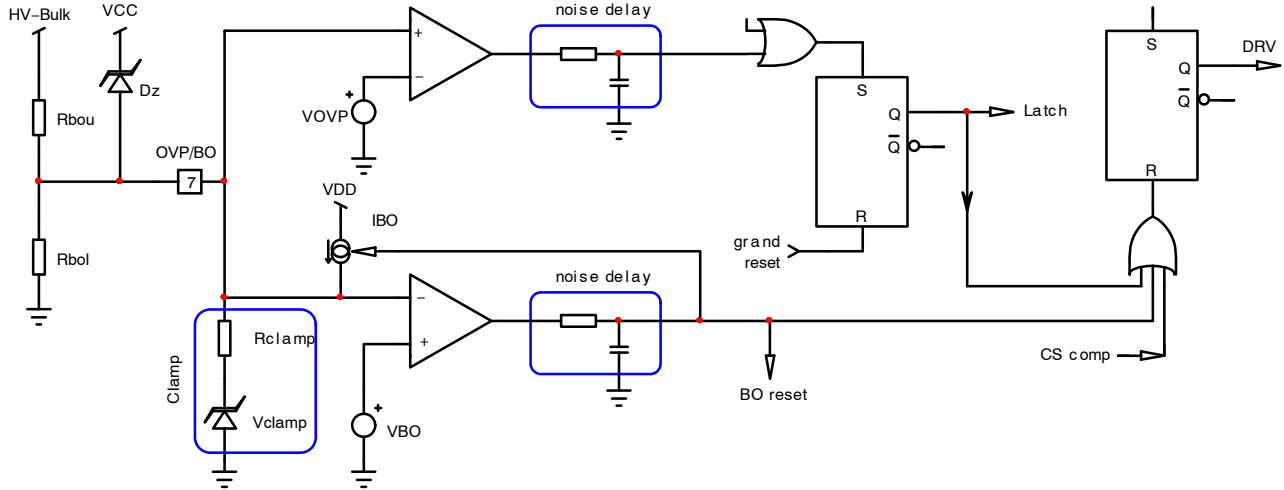 HV-Bulk
VCC
noise delay
S
DRV
Q
Q
Dz
Rbou
VOVP
S
Q
Latch
Q
OVP/BO
7
VDD
R
IBO
R
grand
reset
Rbol
noise delay
Rclamp
Clamp
CS comp
BO reset
Vclamp
VBO